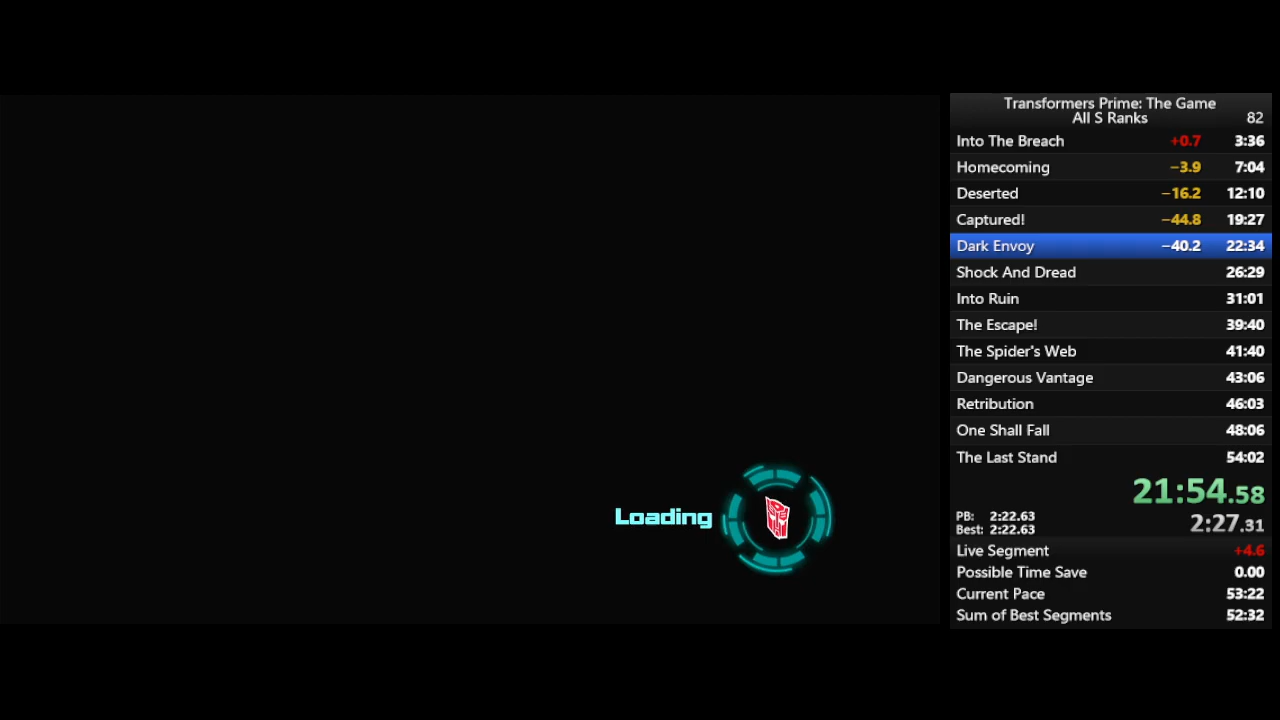 Transformers Prime: The Game
All S Ranks 82
Into The Breach +0.7 3:36
Homecoming −3.9 7:04
Deserted −16.2 12:10
Captured! −44.8 19:27
Dark Envoy −40.2 22:34
Shock And Dread 26:29
Into Ruin 31:01
The Escape! 39:40
The Spider's Web 41:40
Dangerous Vantage 43:06
Retribution 46:03
One Shall Fall 48:06
The Last Stand 54:02
21:54.58
PB: 2:22.63
Best: 2:22.63
2:27.31
Live Segment +4.6
Possible Time Save 0.00
Current Pace 53:22
Sum of Best Segments 52:32
Loading